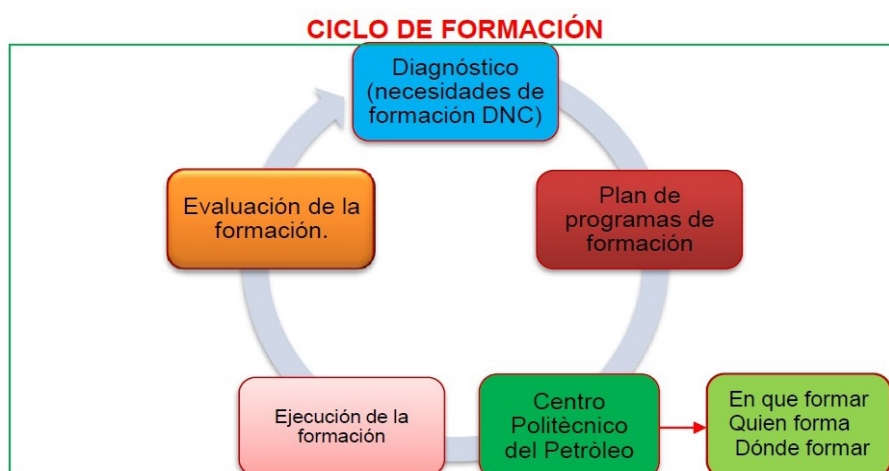 CICLO DE FORMACIÓN
Diagnóstico
(necesidades de
formación DNC)
Plan de
programas de
formación
Centro
Politècnico
del Petròleo
En que formar
Quien forma
Dónde formar
Ejecución de la
formación
Evaluación de la
formación.